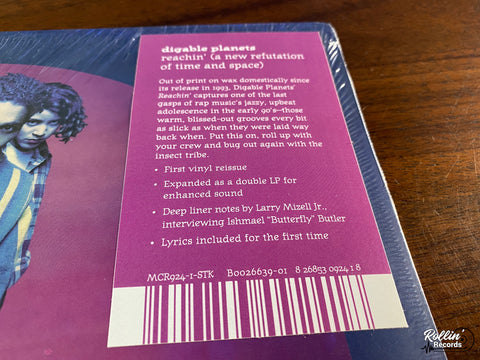 digable planets
reachin' (a new refutation
of time and space)
Out of print on wax domestically since
its release in 1993, Digable Planets'
Reachin' captures one of the last
gasps of rap music's jazzy, upbeat
adolescence in the early 90's—those
warm, blissed-out grooves every bit
as slick as when they were laid way
back when. Put this on, roll up with
your crew and bug out again with the
insect tribe.
• First vinyl reissue
• Expanded as a double LP for
enhanced sound
• Deep liner notes by Larry Mizell Jr.,
interviewing Ishmael "Butterfly" Butler
• Lyrics included for the first time
MCR924-1-STK B0026639-01 8 26853 0924 1 8
Rollin'
Records